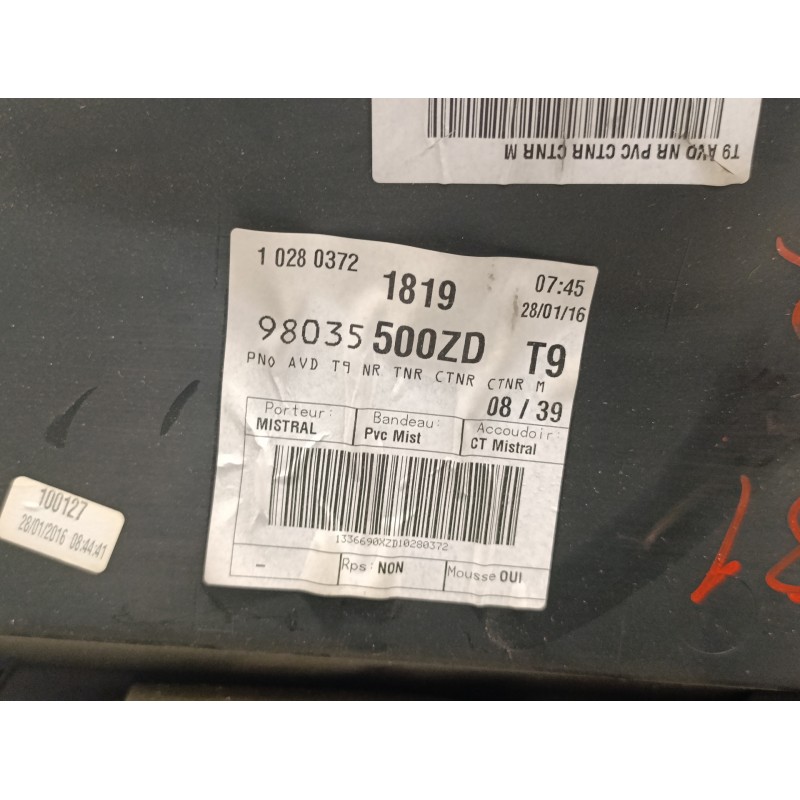 T9 AVD NR PVC CTNR CTNR M
1 028 0372
1819
07:45
28/01/16
98035 500ZD T9
PNO AVD T9 NR TNR CTNR CTNR M
08 / 39
Porteur: MISTRAL
Bandeau: Pvc Mist
Accoudoir: CT Mistral
1336690XZD10280372
-
Rps: NON
Mousse OUI
100127
28/01/2016 08:44:41